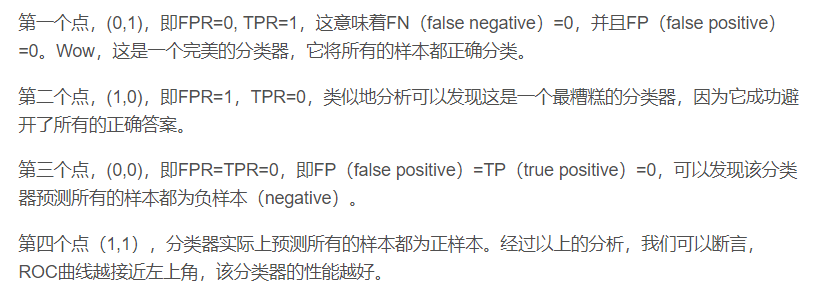 第一个点，(0,1)，即FPR=0, TPR=1，这意味着FN（false negative）=0，并且FP（false positive）
=0。Wow，这是一个完美的分类器，它将所有的样本都正确分类。
第二个点，(1,0)，即FPR=1，TPR=0，类似地分析可以发现这是一个最糟糕的分类器，因为它成功避
开了所有的正确答案。
第三个点，(0,0)，即FPR=TPR=0，即FP（false positive）=TP（true positive）=0，可以发现该分类
器预测所有的样本都为负样本（negative）。
第四个点（1,1），分类器实际上预测所有的样本都为正样本。经过以上的分析，我们可以断言，
ROC曲线越接近左上角，该分类器的性能越好。